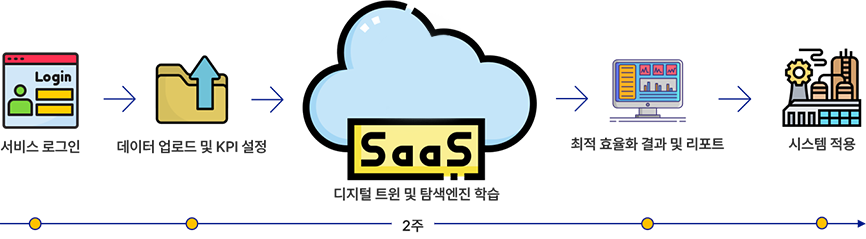 Login
서비스 로그인
데이터 업로드 및 KPI 설정
SaaS
디지털 트윈 및 탐색엔진 학습
최적 효율화 결과 및 리포트
시스템 적용
2주